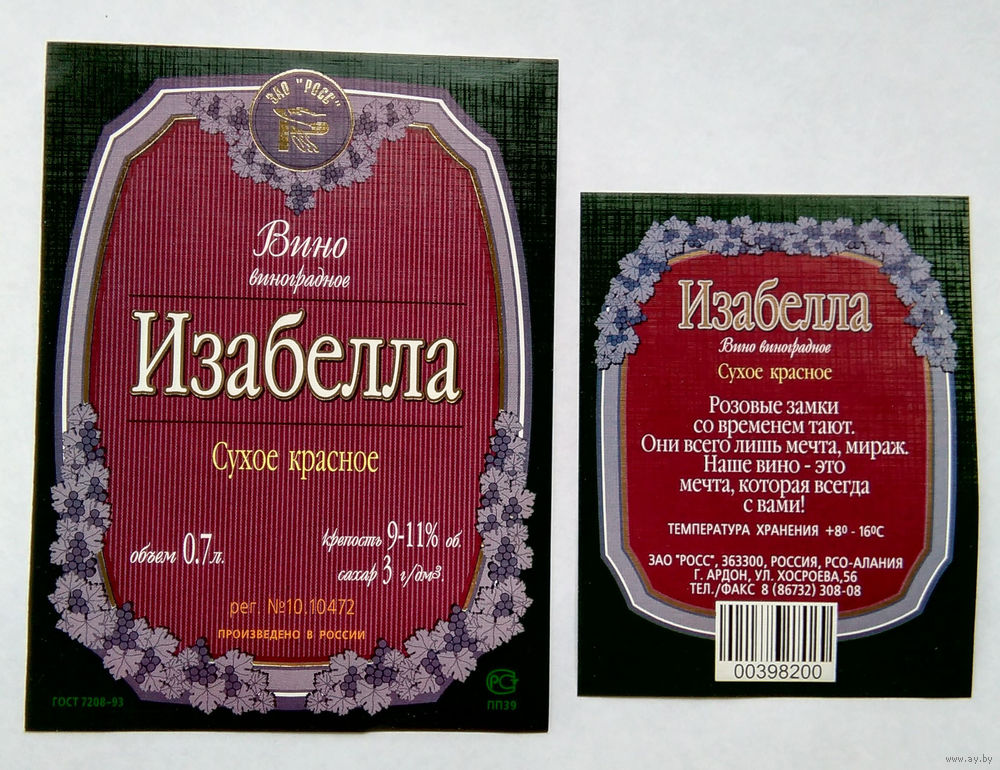 ЗАО "РОСС"
Вино
виноградное
Изабелла
Сухое красное
объем 0.7л.
крепость 9-11% об.
сахар 3 г/дм3.
рег. №10.10472
ПРОИЗВЕДЕНО В РОССИИ
ГОСТ 7208-93
РСТ
ПП39
Изабелла
Вино виноградное
Сухое красное
Розовые замки
со временем тают.
Они всего лишь мечта, мираж.
Наше вино - это
мечта, которая всегда
с вами!
ТЕМПЕРАТУРА ХРАНЕНИЯ +8⁰ - 16⁰С
ЗАО "РОСС", 363300, РОССИЯ, РСО-АЛАНИЯ
Г. АРДОН, УЛ. ХОСРОЕВА,56
ТЕЛ./ФАКС 8 (86732) 308-08
00398200
www.ay.by